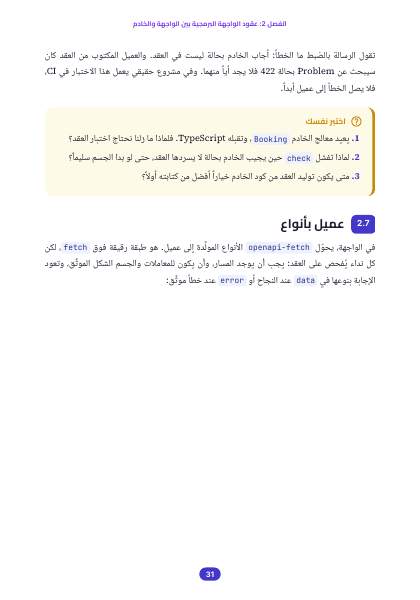 الفصل 2: عقود الواجهة البرمجية بين الواجهة والخادم
تقول الرسالة بالضبط ما الخطأ: أجاب الخادم بحالة ليست في العقد. والعميل المكتوب من العقد كان
سيبحث عن Problem بحالة 422 فلا يجد أياً منهما. وفي مشروع حقيقي يعمل هذا الاختبار في CI،
فلا يصل الخطأ إلى عميل أبداً.
اختبر نفسك
1. يعيد معالج الخادم Booking، وتقبله TypeScript. فلماذا ما زلنا نحتاج اختبار العقد؟
2. لماذا تفشل check حين يجيب الخادم بحالة لا يسردها العقد، حتى لو بدا الجسم سليماً؟
3. متى يكون توليد العقد من كود الخادم خياراً أفضل من كتابته أولاً؟
2.7 عميل بأنواع
في الواجهة، يحوّل openapi-fetch الأنواع المولَّدة إلى عميل. هو طبقة رقيقة فوق fetch، لكن
كل نداء يُفحص على العقد: يجب أن يوجد المسار، وأن يكون للمعاملات والجسم الشكل الموثَّق، وتعود
الإجابة بنوعها في data عند النجاح أو error عند خطأ موثَّق:
31